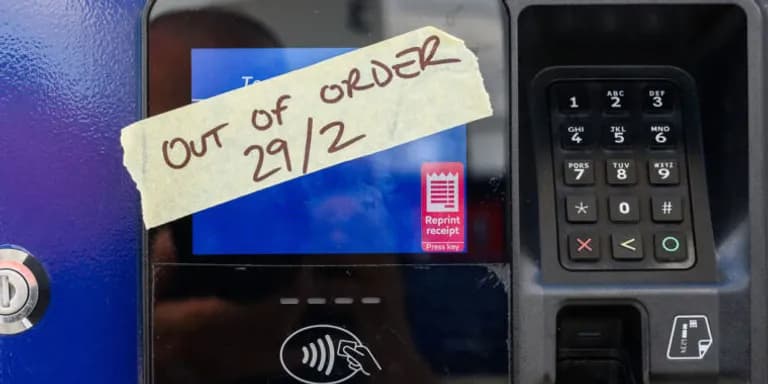 OUT OF ORDER
29/2
Reprint
receipt
Press key
1 ABC 2 DEF 3
GHI 4 JKL 5 MNO 6
PQRS 7 TUV 8 WXYZ 9
* 0 #
× < ○